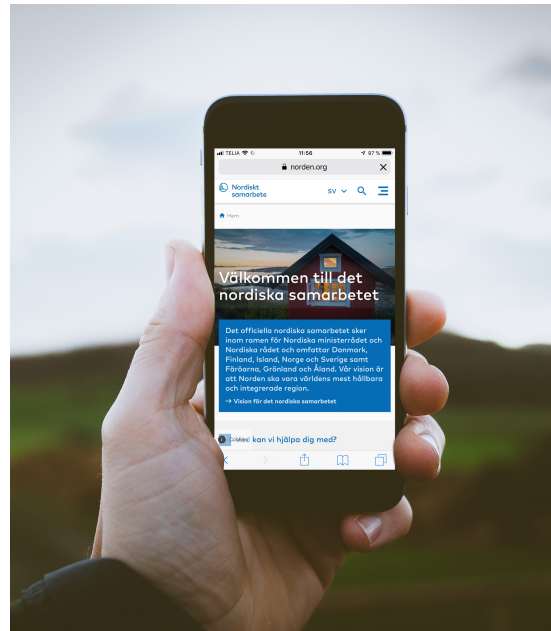 TELIA
11:56
97 %
norden.org
Nordiskt
samarbete
SV
Hem
Välkommen till det
nordiska samarbetet
Det officiella nordiska samarbetet sker
inom ramen för Nordiska ministerrådet och
Nordiska rådet och omfattar Danmark,
Finland, Island, Norge och Sverige samt
Färöarna, Grönland och Åland. Vår vision är
att Norden ska vara världens mest hållbara
och integrerade region.
→ Vision för det nordiska samarbetet
kan vi hjälpa dig med?